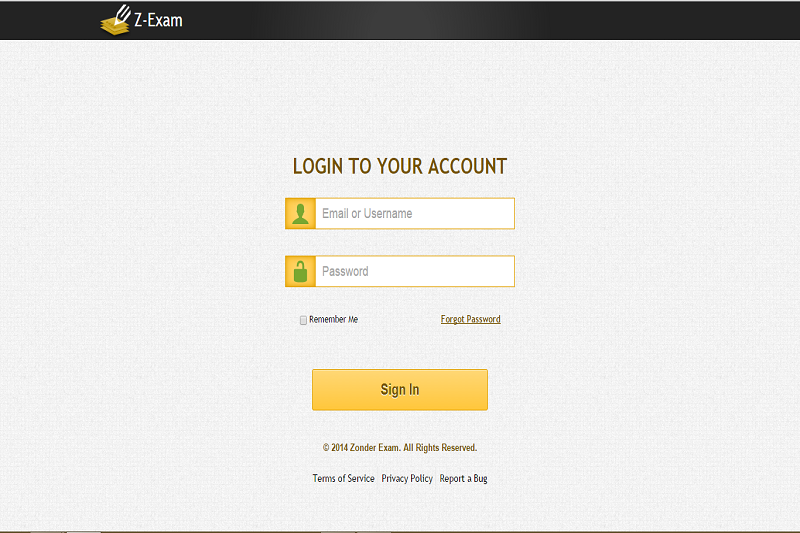 Z-Exam
LOGIN TO YOUR ACCOUNT
Email or Username
Password
Remember Me Forgot Password
Sign In
© 2014 Zonder Exam. All Rights Reserved.
Terms of Service Privacy Policy Report a Bug